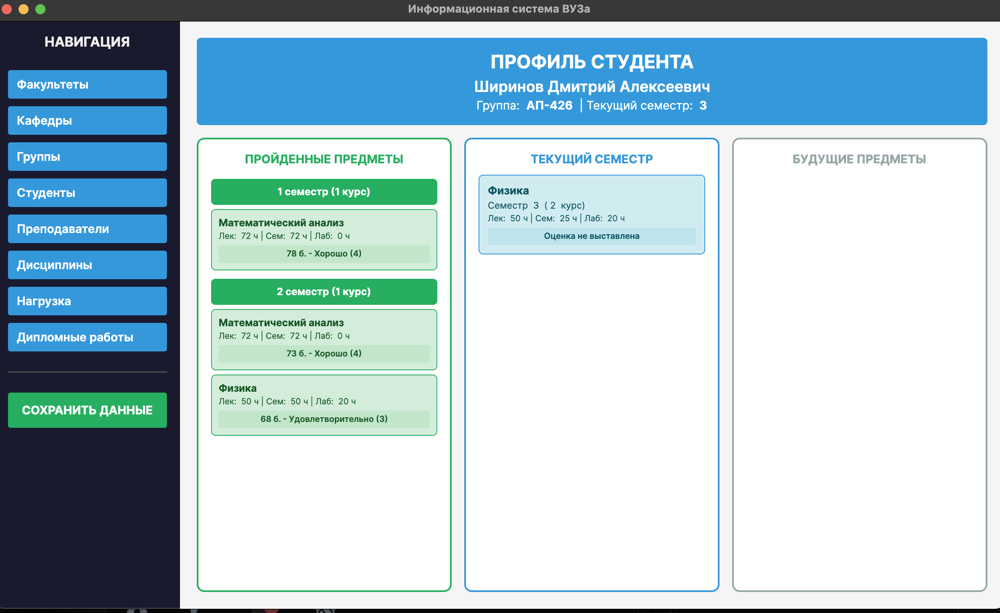 Информационная система ВУЗа
НАВИГАЦИЯ
Факультеты
Кафедры
Группы
Студенты
Преподаватели
Дисциплины
Нагрузка
Дипломные работы
СОХРАНИТЬ ДАННЫЕ
ПРОФИЛЬ СТУДЕНТА
Ширинов Дмитрий Алексеевич
Группа: АП-426 | Текущий семестр: 3
ПРОЙДЕННЫЕ ПРЕДМЕТЫ
1 семестр (1 курс)
Математический анализ
Лек: 72 ч | Сем: 72 ч | Лаб: 0 ч
78 б. - Хорошо (4)
2 семестр (1 курс)
Математический анализ
Лек: 72 ч | Сем: 72 ч | Лаб: 0 ч
73 б. - Хорошо (4)
Физика
Лек: 50 ч | Сем: 50 ч | Лаб: 20 ч
68 б. - Удовлетворительно (3)
ТЕКУЩИЙ СЕМЕСТР
Физика
Семестр 3 ( 2 курс)
Лек: 50 ч | Сем: 25 ч | Лаб: 20 ч
Оценка не выставлена
БУДУЩИЕ ПРЕДМЕТЫ